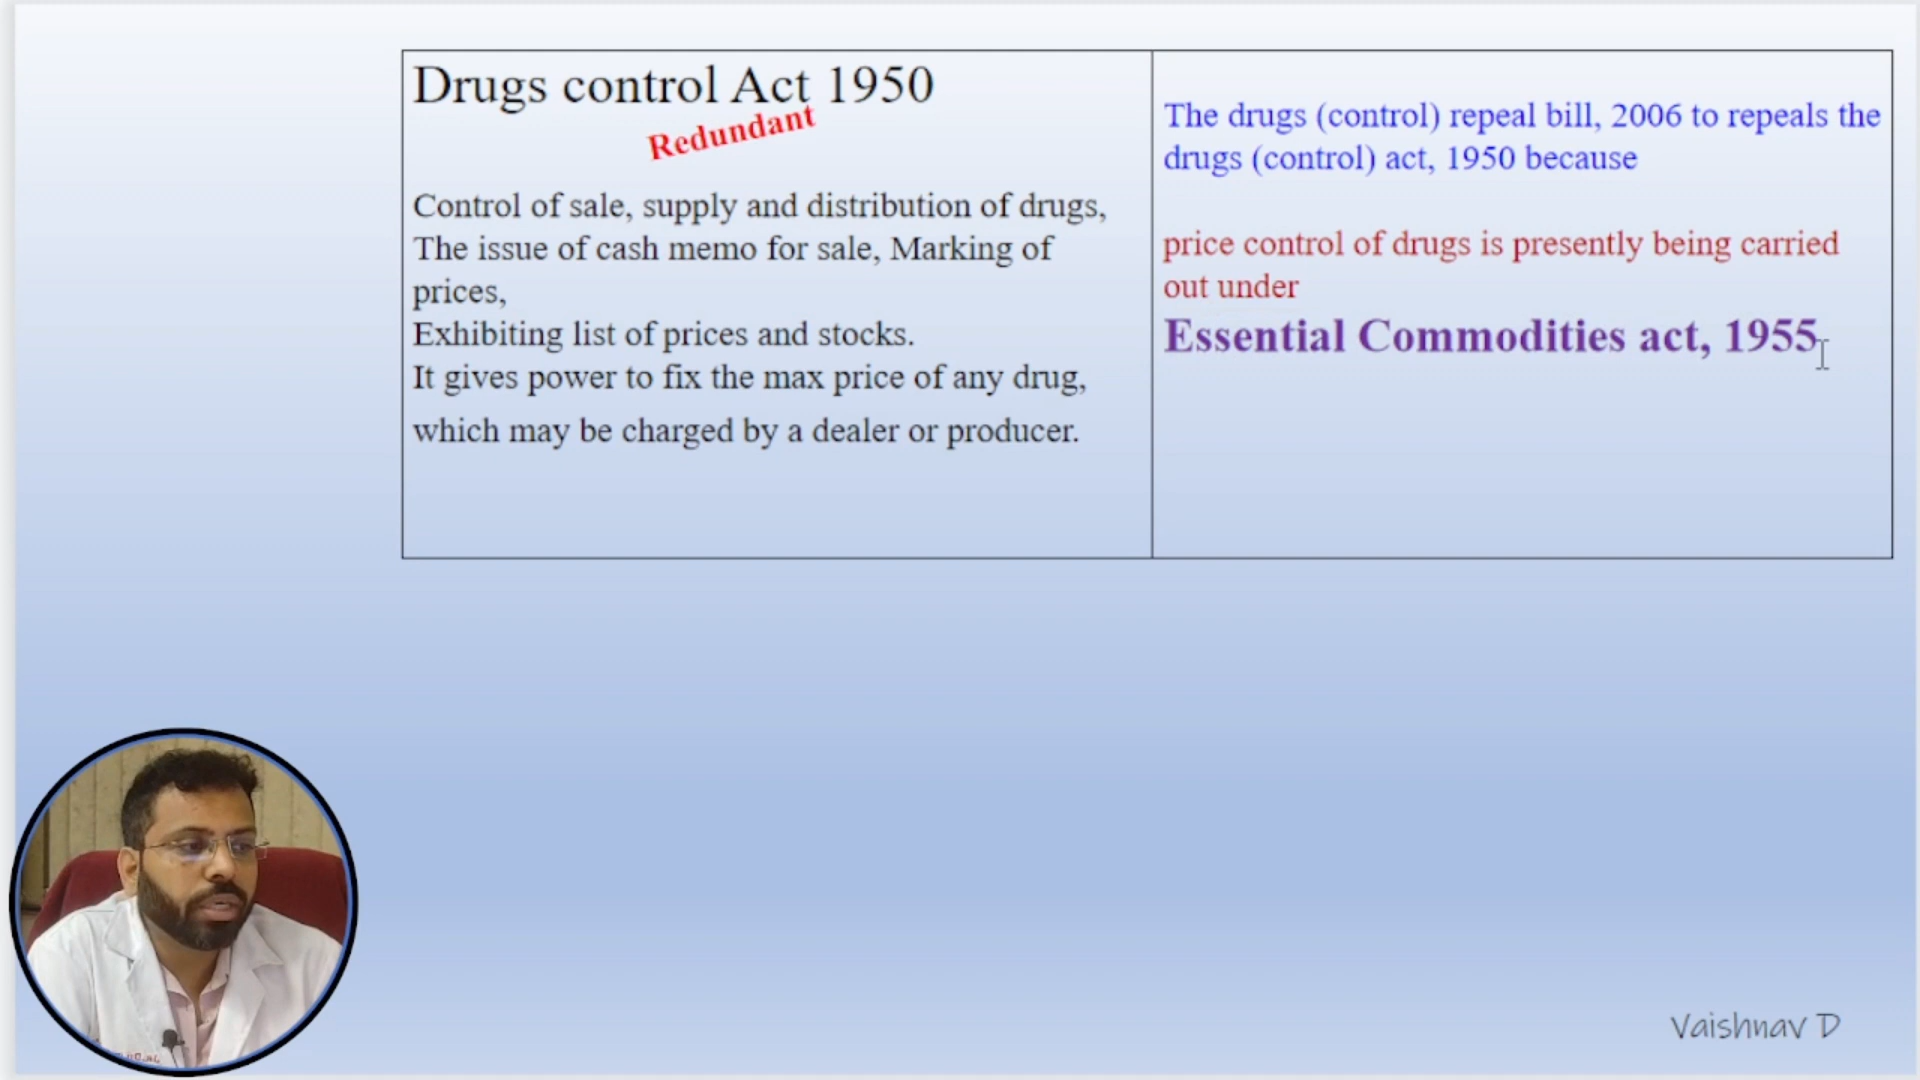 Drugs control Act 1950
Redundant
Control of sale, supply and distribution of drugs,
The issue of cash memo for sale, Marking of
prices,
Exhibiting list of prices and stocks.
It gives power to fix the max price of any drug,
which may be charged by a dealer or producer.
The drugs (control) repeal bill, 2006 to repeals the
drugs (control) act, 1950 because
price control of drugs is presently being carried
out under
Essential Commodities act, 1955
Vaishnav D